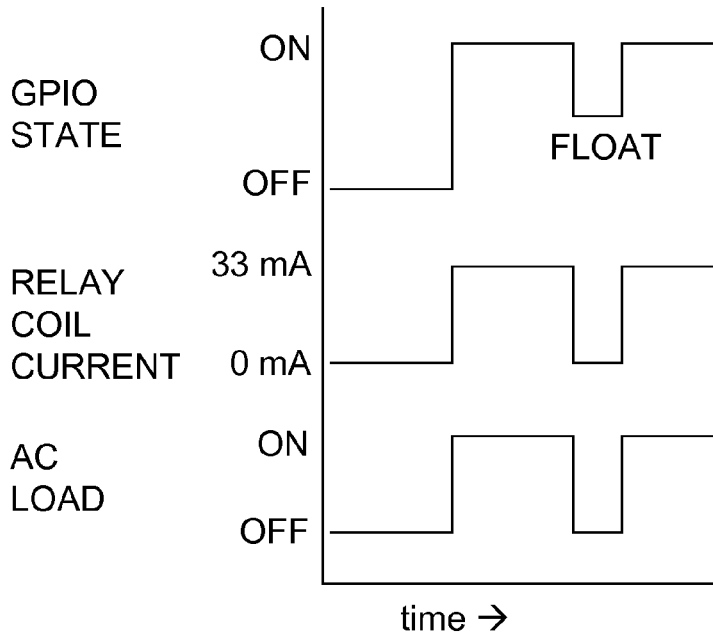 ON
GPIO
STATE
FLOAT
OFF
33 mA
RELAY
COIL
CURRENT
0 mA
ON
AC
LOAD
OFF
time →